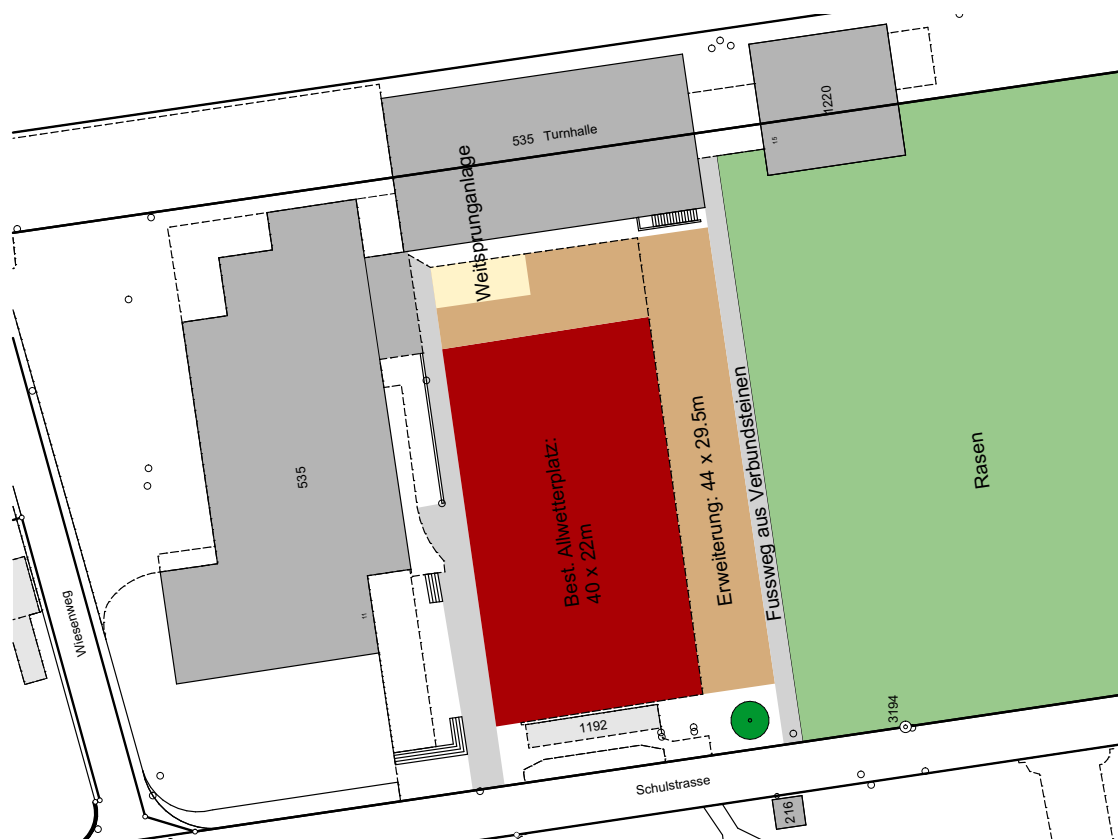 1220
15
535 Turnhalle
Weitsprunganlage
535
11
Best. Allwetterplatz:
40 x 22m
Erweiterung: 44 x 29.5m
Fussweg aus Verbundsteinen
Rasen
Wiesenweg
1192
3194
Schulstrasse
216